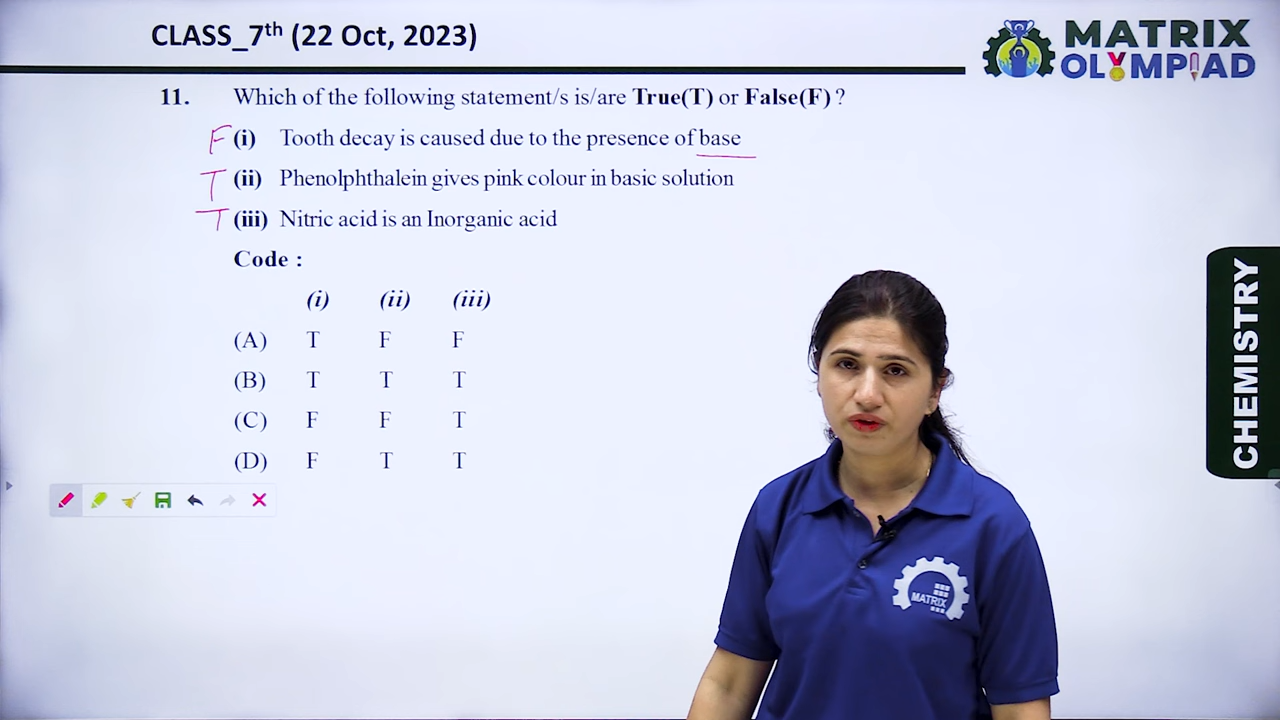 CLASS_7th (22 Oct, 2023)
MATRIX
OLYMPIAD
11. Which of the following statement/s is/are True(T) or False(F) ?
F (i) Tooth decay is caused due to the presence of base
T (ii) Phenolphthalein gives pink colour in basic solution
T (iii) Nitric acid is an Inorganic acid
Code :
(i) (ii) (iii)
(A) T F F
(B) T T T
(C) F F T
(D) F T T
CHEMISTRY
MATRIX